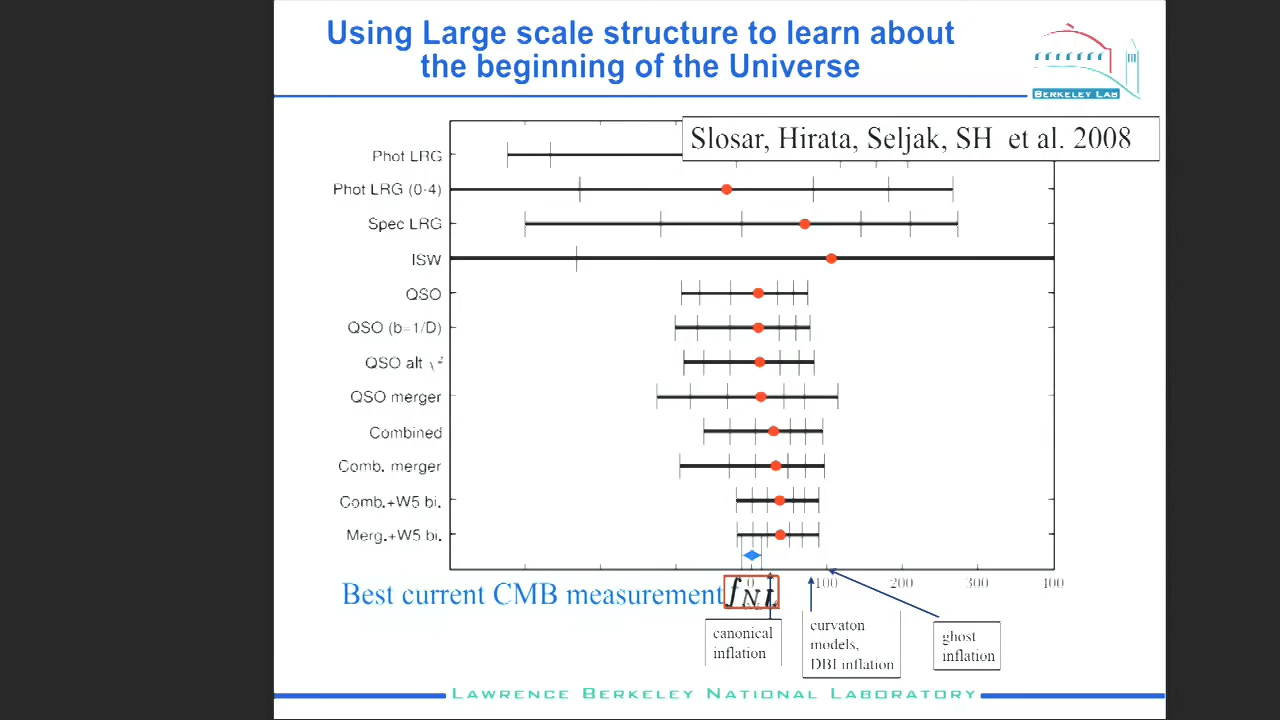 Using Large scale structure to learn about
the beginning of the Universe
BERKELEY LAB
Slosar, Hirata, Seljak, SH et al. 2008
Phot LRG
Phot LRG (0-4)
Spec LRG
ISW
QSO
QSO (b=1/D)
QSO alt
QSO merger
Combined
Comb. merger
Comb.+W5 bi.
Merg.+W5 bi.
0 100 200 300 400
Best current CMB measurement
fNL
canonical
inflation
curvaton
models,
DBI inflation
ghost
inflation
LAWRENCE BERKELEY NATIONAL LABORATORY